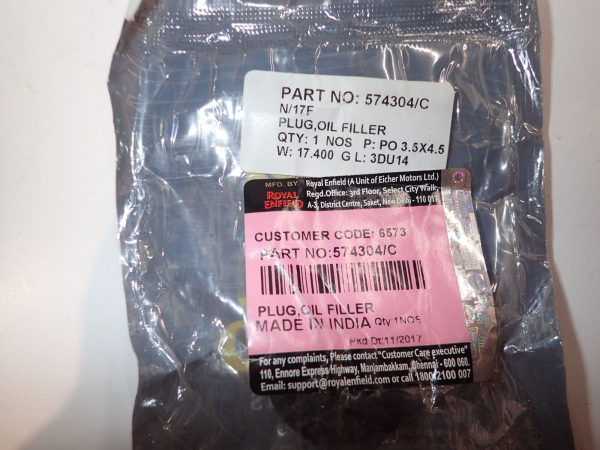 PART NO: 574304/C
N/17F
PLUG,OIL FILLER
QTY: 1 NOS P: PO 3.5X4.5
W: 17.400 G L: 3DU14
MFD. BY
ROYAL
ENFIELD
Royal Enfield (A Unit of Eicher Motors Ltd.)
Regd.Office: 3rd Floor, Select City Walk,
A-3, District Centre, Saket, New Delhi - 110 017
CUSTOMER CODE: 6573
PART NO:574304/C
PLUG,OIL FILLER
MADE IN INDIA Qty 1NOS
Pkd Dt:11/2017
For any complaints, Please contact "Customer Care executive"
110, Ennore Express Highway, Manjambakkam, Chennai - 600 068.
Email: support@royalenfield.com or call 1800 2100 007